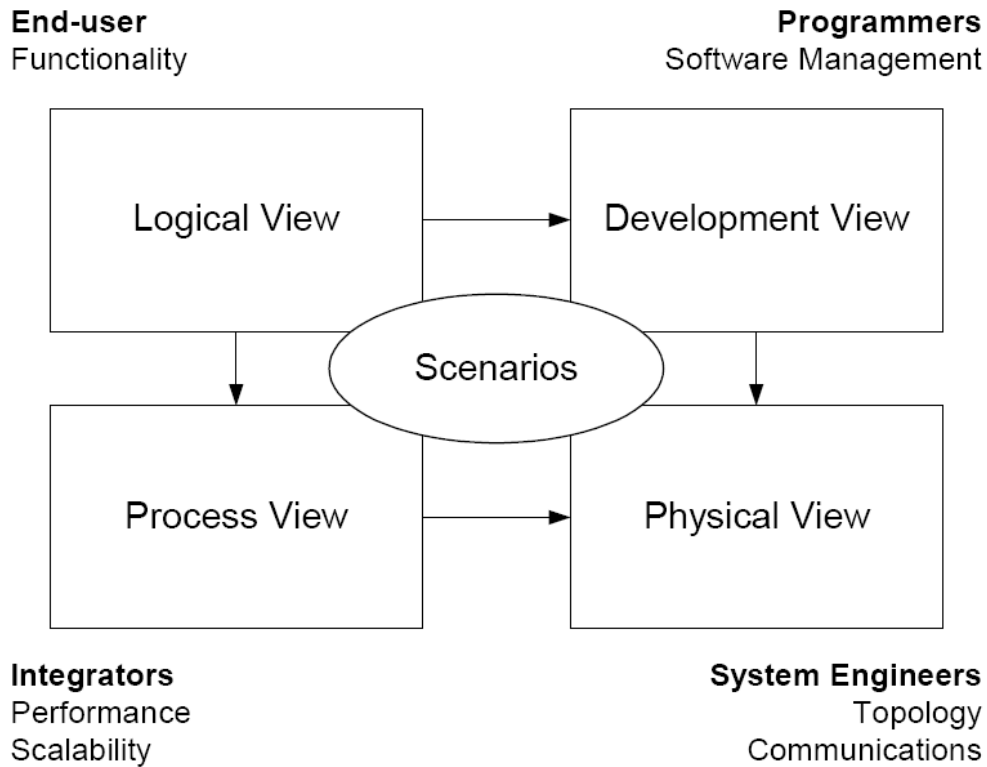 End-user
Functionality
Programmers
Software Management
Logical View
Development View
Scenarios
Process View
Physical View
Integrators
Performance
Scalability
System Engineers
Topology
Communications